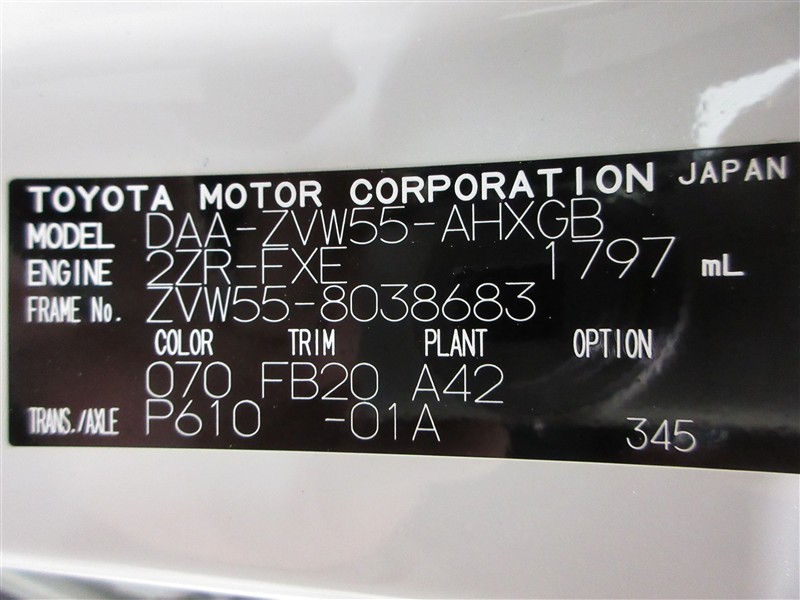 TOYOTA MOTOR CORPORATION JAPAN
MODEL DAA-ZVW55-AHXGB
ENGINE 2ZR-FXE 1797 mL
FRAME No. ZVW55-8038683
COLOR TRIM PLANT OPTION
070 FB20 A42
TRANS./AXLE P610 -01A 345